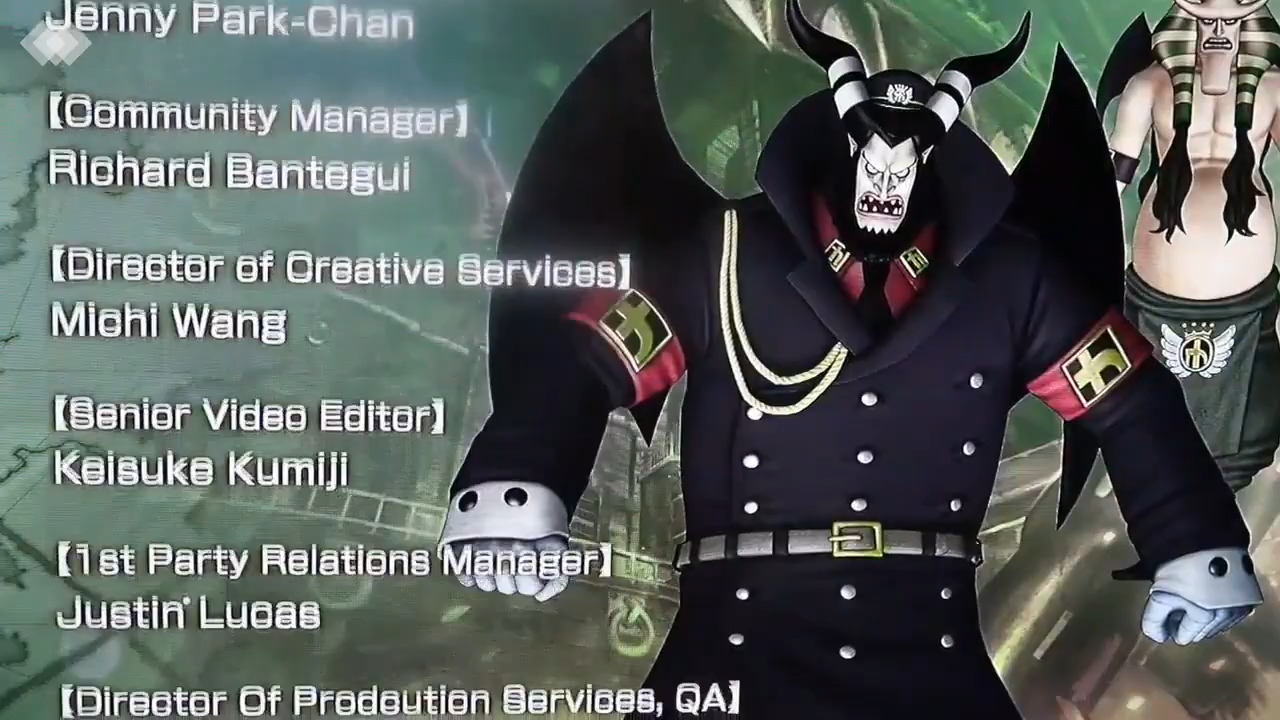 Jenny Park-Chan
【Community Manager】
Richard Bantegui
【Director of Creative Services】
Michi Wang
【Senior Video Editor】
Keisuke Kumiji
【1st Party Relations Manager】
Justin Lucas
【Director Of Prodcution Services, QA】